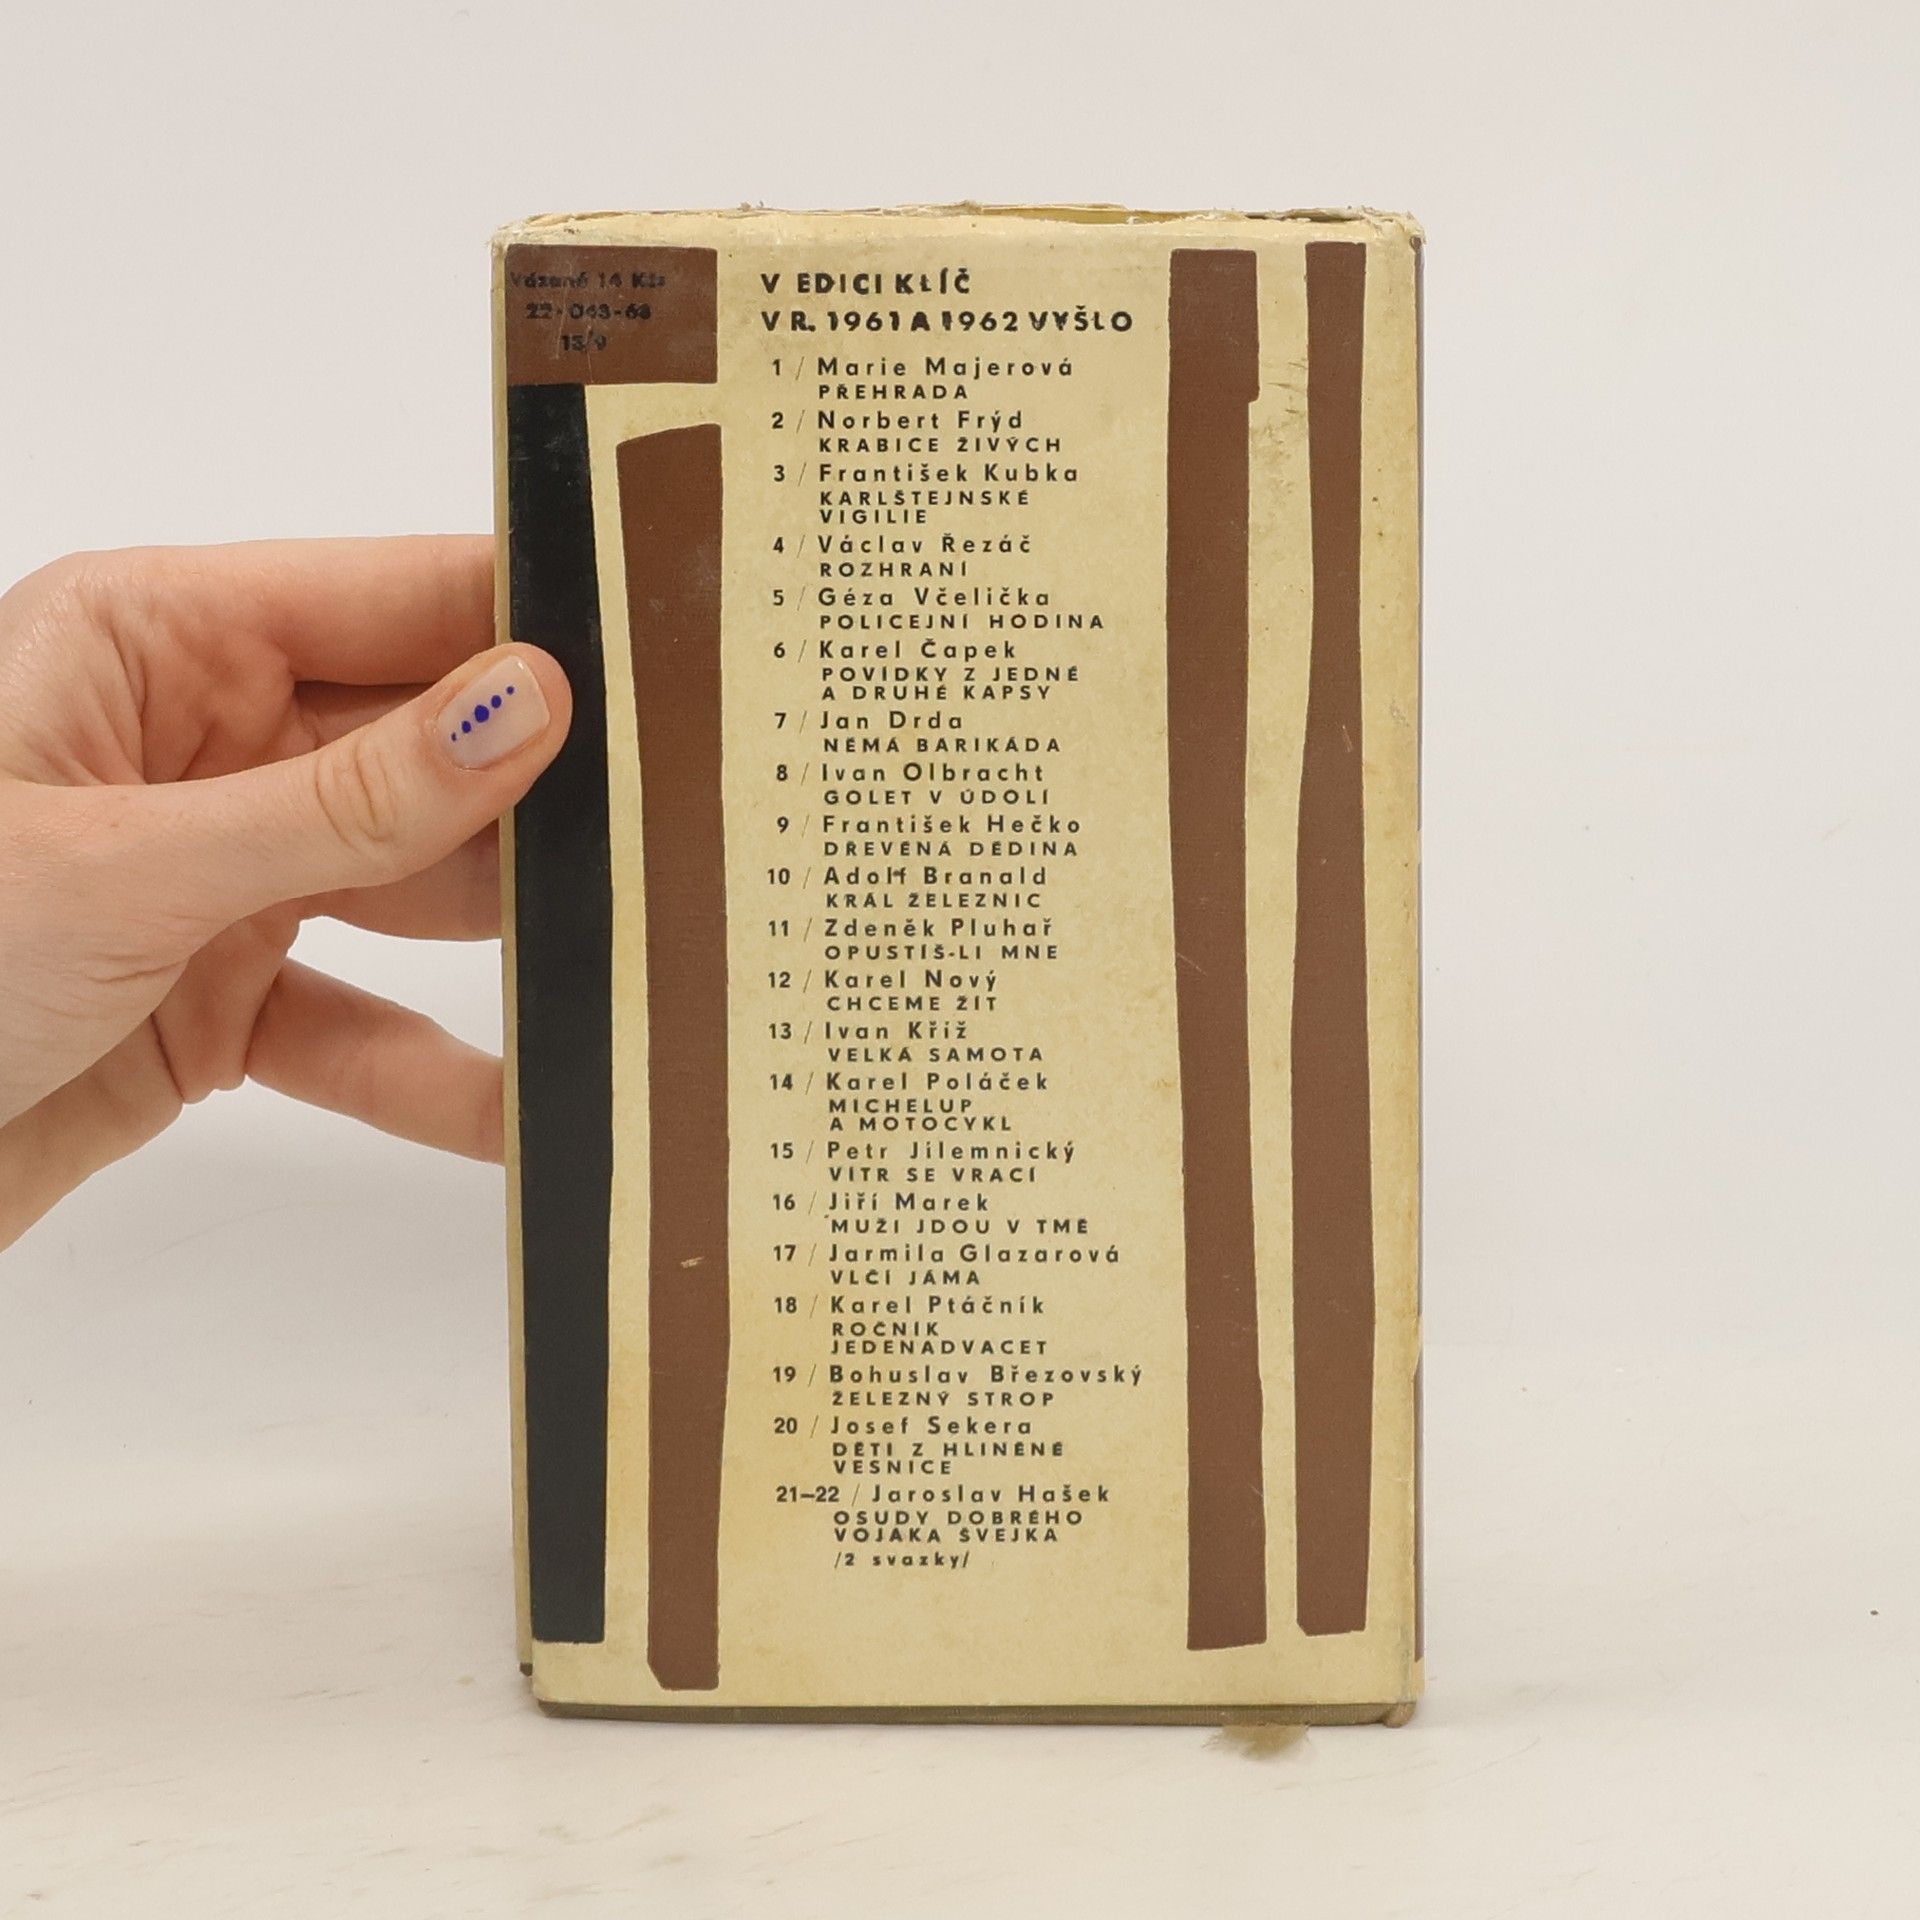 Vázané 14 Kčs
22-043-63
13/9
V EDICI KLÍČ
V R. 1961 A 1962 VYŠLO
1 / Marie Majerová
PŘEHRADA
2 / Norbert Frýd
KRABICE ŽIVÝCH
3 / František Kubka
KARLŠTEJNSKÉ
VIGILIE
4 / Václav Řezáč
ROZHRANÍ
5 / Géza Včelička
POLICEJNÍ HODINA
6 / Karel Čapek
POVÍDKY Z JEDNÉ
A DRUHÉ KAPSY
7 / Jan Drda
NĚMÁ BARIKÁDA
8 / Ivan Olbracht
GOLET V ÚDOLÍ
9 / František Hečko
DŘEVĚNÁ DĚDINA
10 / Adolf Branald
KRÁL ŽELEZNIC
11 / Zdeněk Pluhař
OPUSTÍŠ-LI MNE
12 / Karel Nový
CHCEME ŽÍT
13 / Ivan Kříž
VELKÁ SAMOTA
14 / Karel Poláček
MICHELUP
A MOTOCYKL
15 / Petr Jilemnický
VÍTR SE VRACÍ
16 / Jiří Marek
MUŽI JDOU V TMĚ
17 / Jarmila Glazarová
VLČÍ JÁMA
18 / Karel Ptáčník
ROČNÍK
JEDENADVACET
19 / Bohuslav Březovský
ŽELEZNÝ STROP
20 / Josef Sekera
DĚTI Z HLINĚNÉ
VESNICE
21–22 / Jaroslav Hašek
OSUDY DOBRÉHO
VOJÁKA ŠVEJKA
/2 svazky/